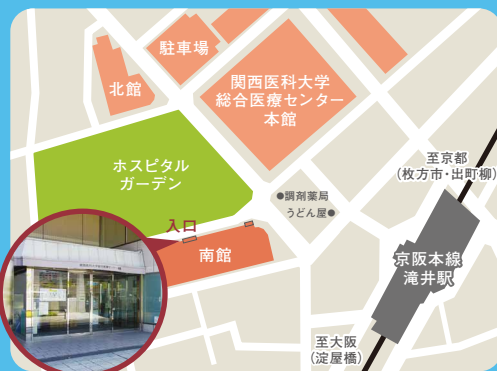 駐車場
北館
関西医科大学
総合医療センター
本館
ホスピタル
ガーデン
至京都
(枚方市・出町柳)
●調剤薬局
うどん屋●
入口
南館
京阪本線
滝井駅
至大阪
(淀屋橋)